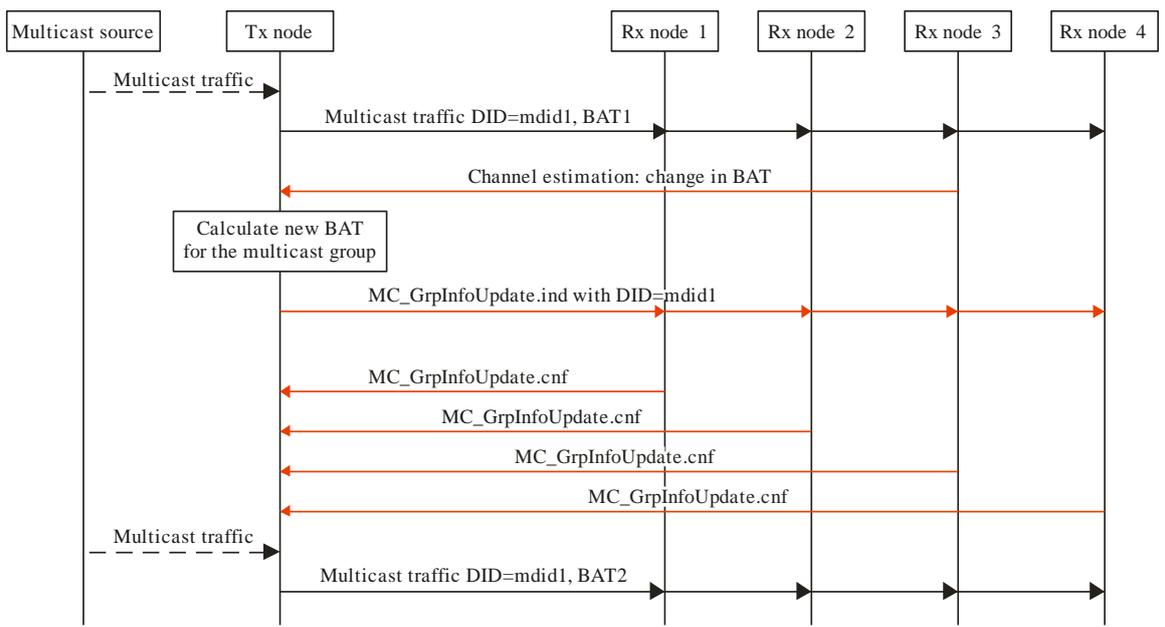 Multicast source
Tx node
Rx node 1
Rx node 2
Rx node 3
Rx node 4
Multicast traffic
Multicast traffic DID=mdid1, BAT1
Channel estimation: change in BAT
Calculate new BAT
for the multicast group
MC_GrpInfoUpdate.ind with DID=mdid1
MC_GrpInfoUpdate.cnf
MC_GrpInfoUpdate.cnf
MC_GrpInfoUpdate.cnf
MC_GrpInfoUpdate.cnf
Multicast traffic
Multicast traffic DID=mdid1, BAT2